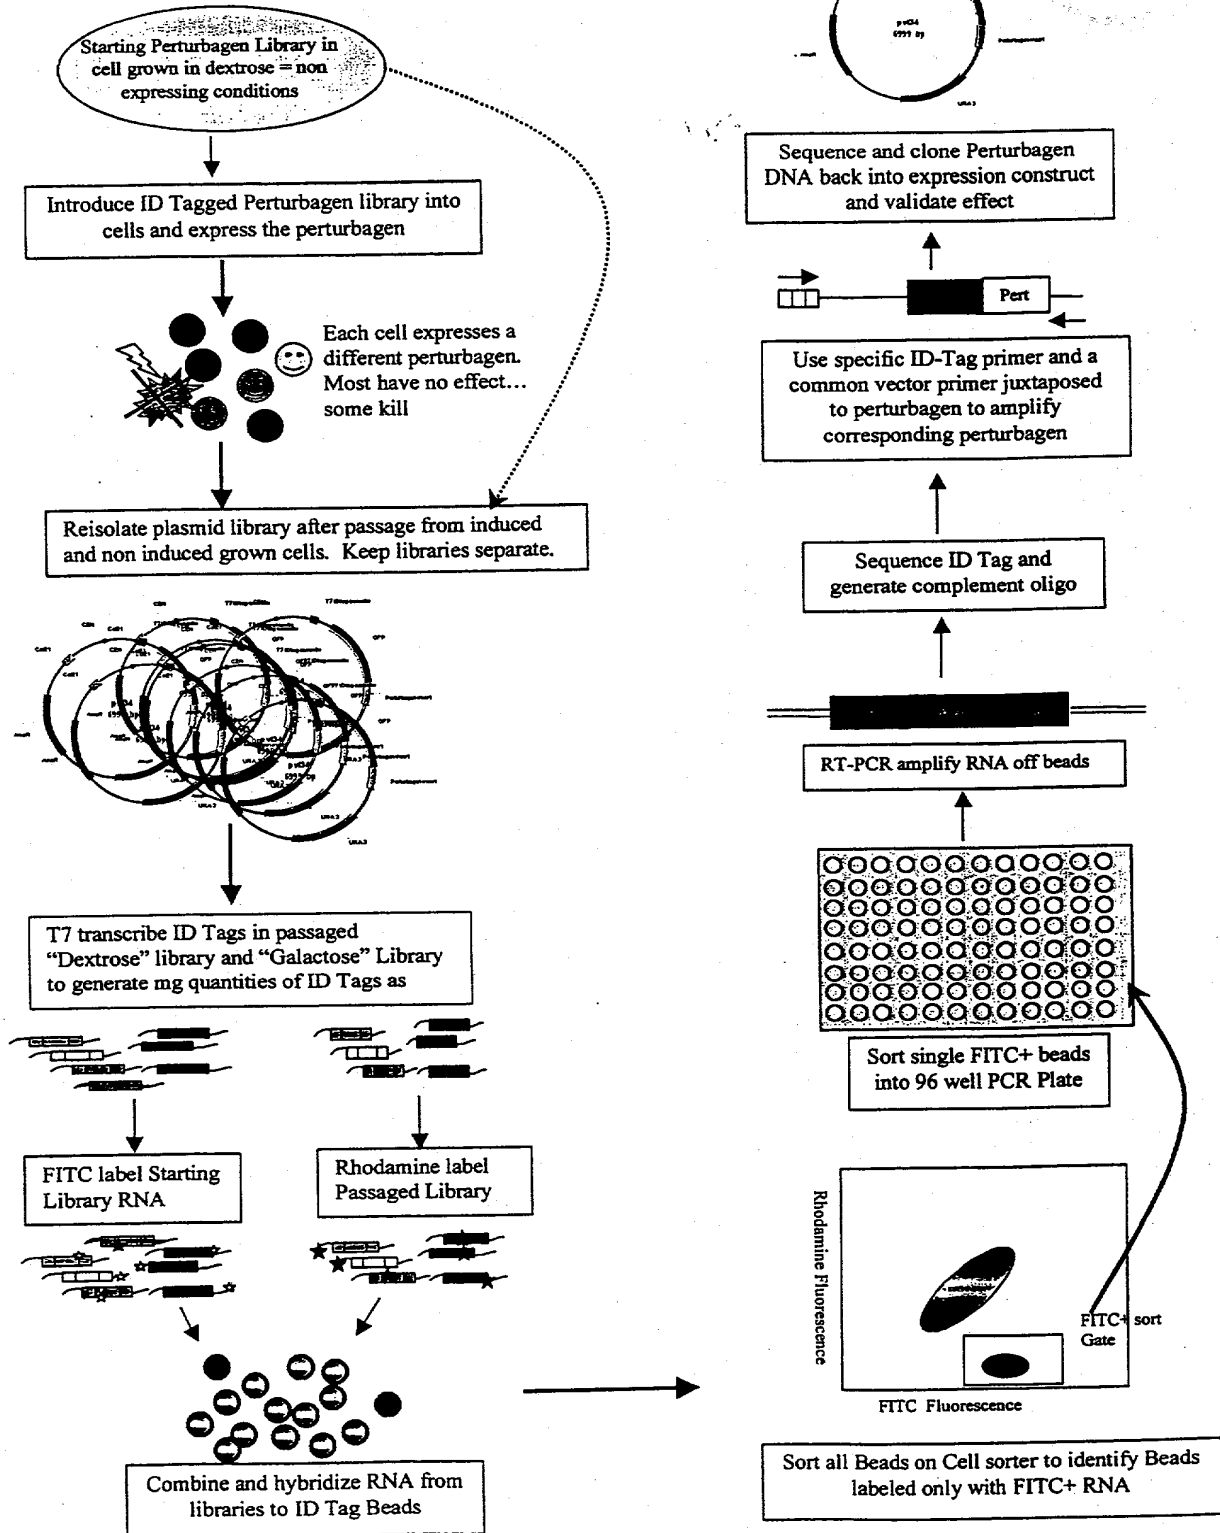 Starting Perturbagen Library in
cell grown in dextrose = non
expressing conditions
Introduce ID Tagged Perturbagen library into
cells and express the perturbagen
Each cell expresses a
different perturbagen.
Most have no effect...
some kill
Reisolate plasmid library after passage from induced
and non induced grown cells. Keep libraries separate.
T7 transcribe ID Tags in passaged
“Dextrose” library and “Galactose” Library
to generate mg quantities of ID Tags as
FITC label Starting
Library RNA
Rhodamine label
Passaged Library
Combine and hybridize RNA from
libraries to ID Tag Beads
6999 bp
URA3
Sequence and clone Perturbagen
DNA back into expression construct
and validate effect
Pert
Use specific ID-Tag primer and a
common vector primer juxtaposed
to perturbagen to amplify
corresponding perturbagen
Sequence ID Tag and
generate complement oligo
RT-PCR amplify RNA off beads
Sort single FITC+ beads
into 96 well PCR Plate
Rhodamine Fluorescence
FITC+ sort
Gate
FITC Fluorescence
Sort all Beads on Cell sorter to identify Beads
labeled only with FITC+ RNA